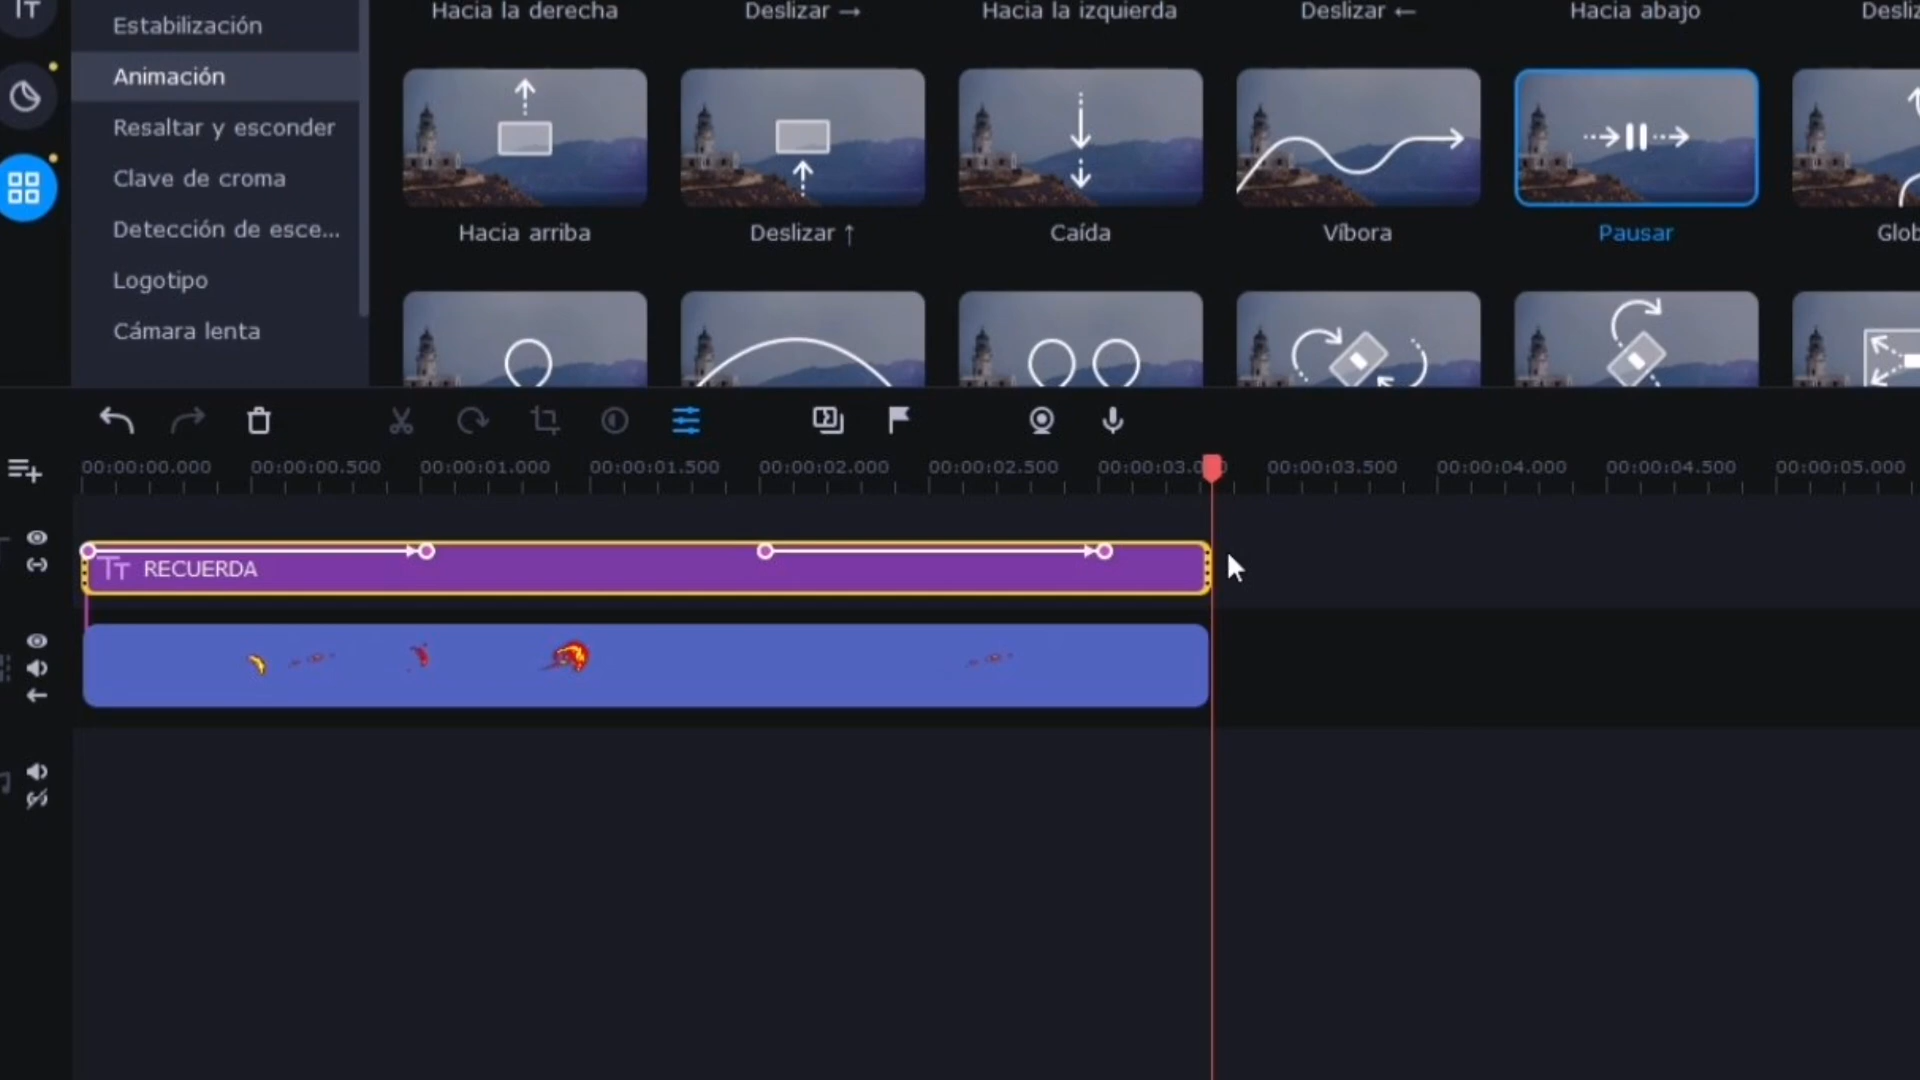 Hacia la derecha
Deslizar →
Hacia la izquierda
Deslizar ←
Hacia abajo
Estabilización
Animación
Resaltar y esconder
Clave de croma
Detección de esce...
Logotipo
Cámara lenta
Hacia arriba
Deslizar ↑
Caída
Víbora
Pausar
00:00:00.000
00:00:00.500
00:00:01.000
00:00:01.500
00:00:02.000
00:00:02.500
00:00:03.0
00:00:03.500
00:00:04.000
00:00:04.500
00:00:05.000
Tт RECUERDA